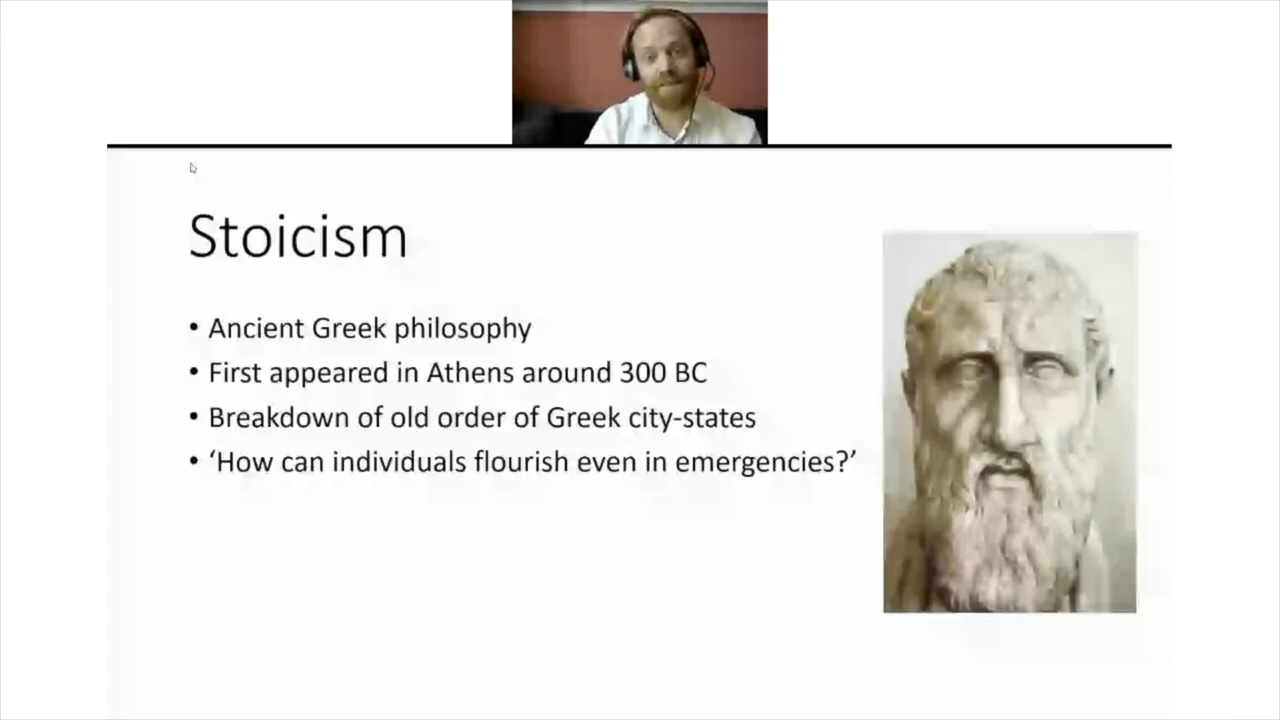 Stoicism
• Ancient Greek philosophy
• First appeared in Athens around 300 BC
• Breakdown of old order of Greek city-states
• ‘How can individuals flourish even in emergencies?’